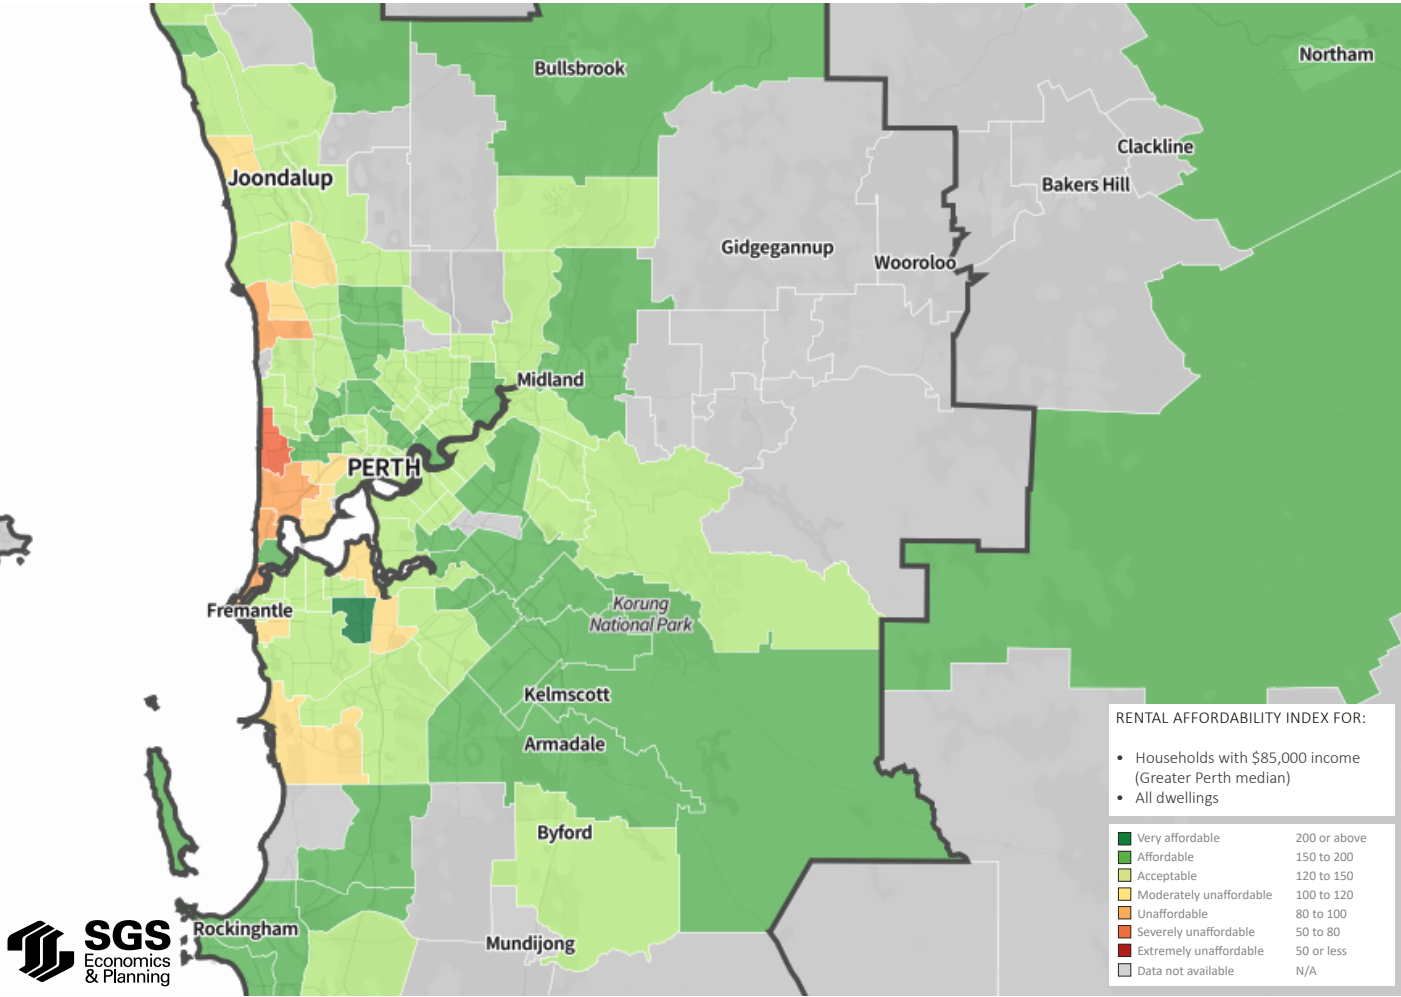 Bullsbrook
Northam
Clackline
Joondalup
Bakers Hill
Gidgegannup
Wooroloo
Midland
PERTH
Fremantle
Korung
National Park
Kelmscott
Armadale
Byford
Rockingham
Mundijong
SGS
Economics
& Planning
RENTAL AFFORDABILITY INDEX FOR:
• Households with $85,000 income
(Greater Perth median)
• All dwellings
Very affordable 200 or above
Affordable 150 to 200
Acceptable 120 to 150
Moderately unaffordable 100 to 120
Unaffordable 80 to 100
Severely unaffordable 50 to 80
Extremely unaffordable 50 or less
Data not available N/A